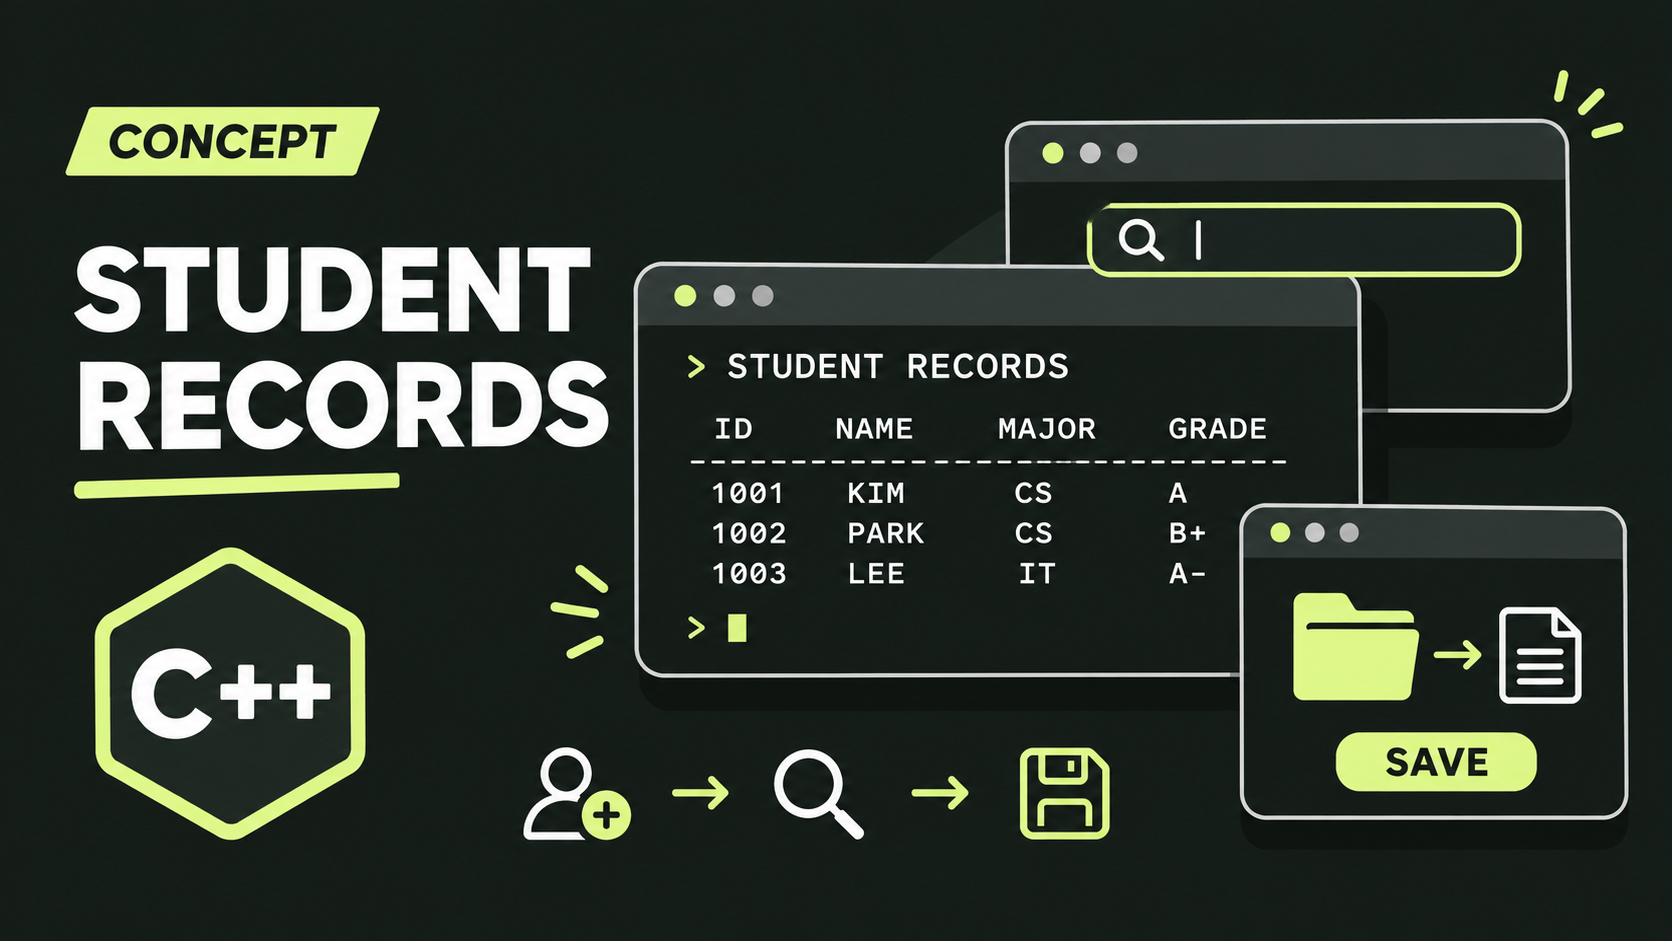 CONCEPT
STUDENT
RECORDS
C++
> STUDENT RECORDS
ID NAME MAJOR GRADE
--------------------------------------
1001 KIM CS A
1002 PARK CS B+
1003 LEE IT A-
>
SAVE